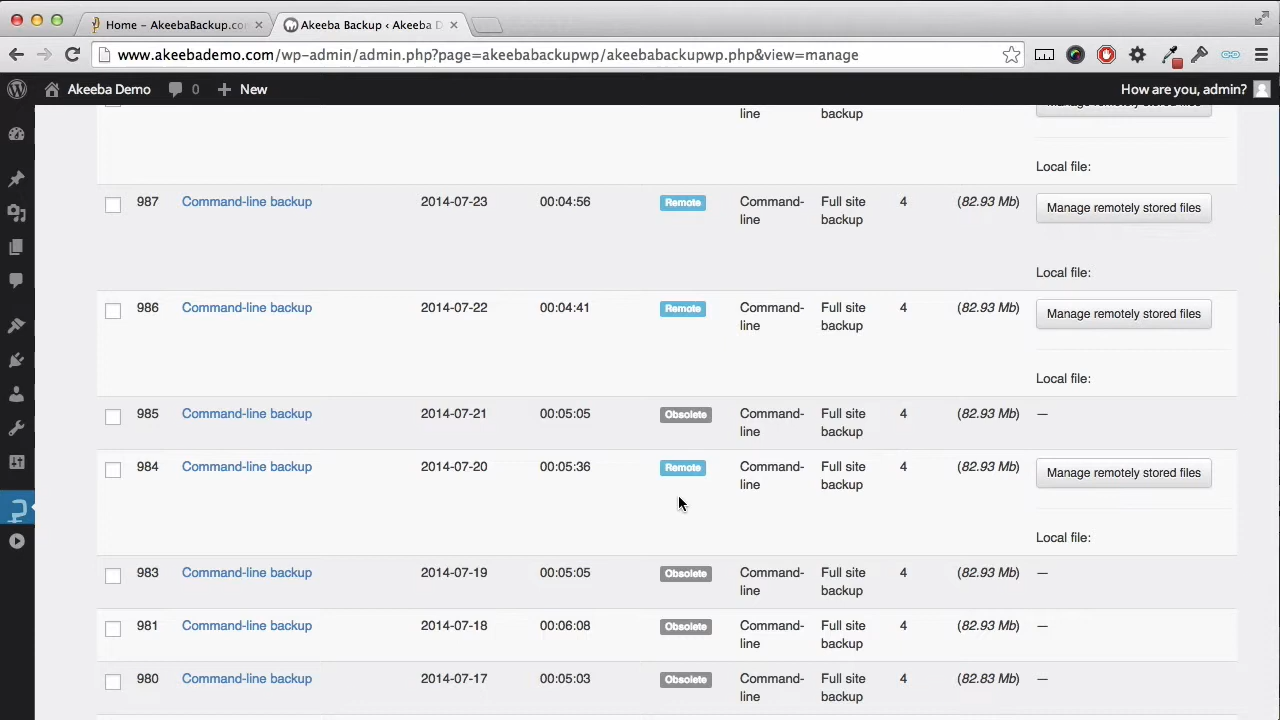 Home – AkeebaBackup.co
Akeeba Backup ‹ Akeeba D
www.akeebademo.com/wp-admin/admin.php?page=akeebabackupwp/akeebabackupwp.php&view=manage
Akeeba Demo 0 New How are you, admin?
Manage remotely stored files
line backup
Local file:
987 Command-line backup 2014-07-23 00:04:56 Remote Command- Full site 4 (82.93 Mb) Manage remotely stored files
line backup
Local file:
986 Command-line backup 2014-07-22 00:04:41 Remote Command- Full site 4 (82.93 Mb) Manage remotely stored files
line backup
Local file:
985 Command-line backup 2014-07-21 00:05:05 Obsolete Command- Full site 4 (82.93 Mb) —
line backup
984 Command-line backup 2014-07-20 00:05:36 Remote Command- Full site 4 (82.93 Mb) Manage remotely stored files
line backup
Local file:
983 Command-line backup 2014-07-19 00:05:05 Obsolete Command- Full site 4 (82.93 Mb) —
line backup
981 Command-line backup 2014-07-18 00:06:08 Obsolete Command- Full site 4 (82.93 Mb) —
line backup
980 Command-line backup 2014-07-17 00:05:03 Obsolete Command- Full site 4 (82.83 Mb) —
line backup